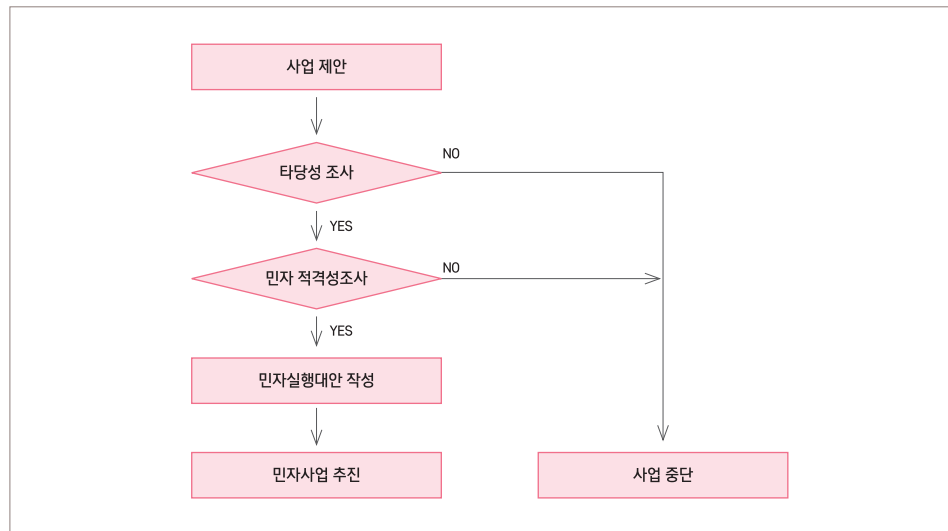 사업 제안
타당성 조사
NO
YES
민자 적격성조사
NO
YES
민자실행대안 작성
민자사업 추진
사업 중단